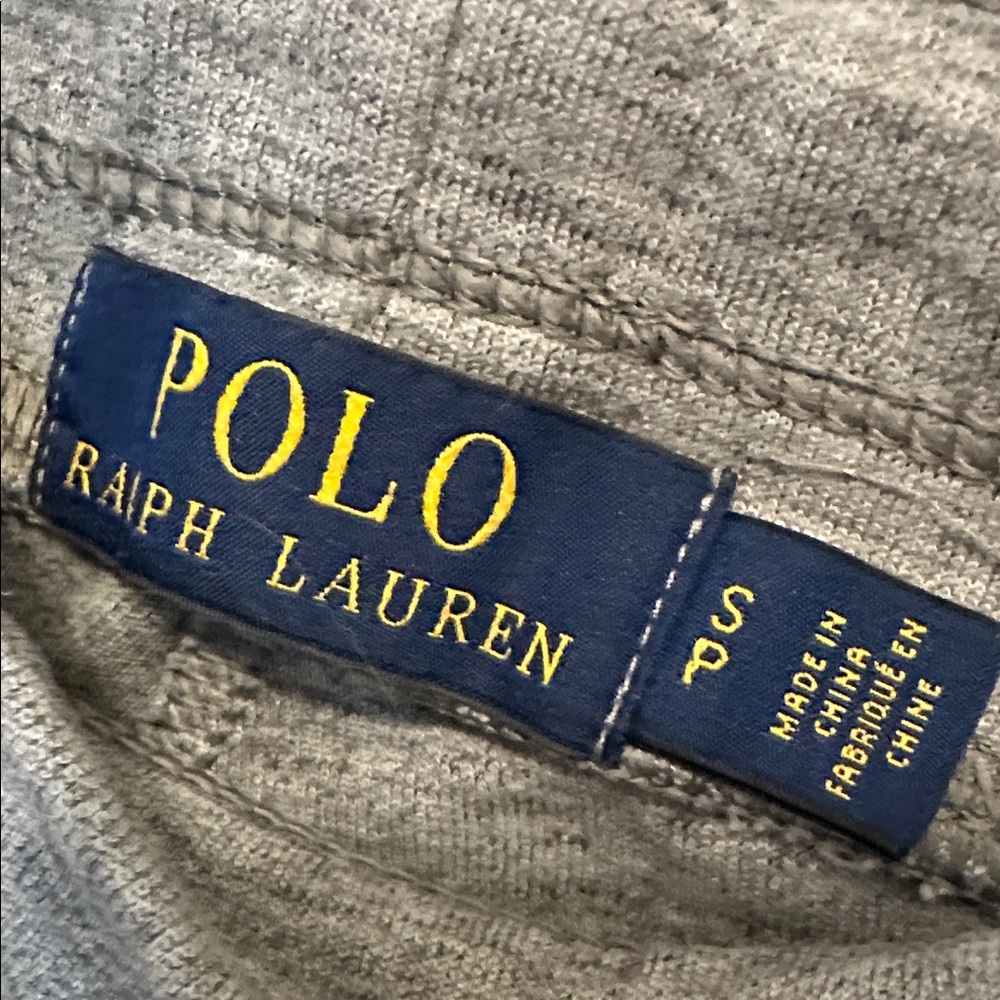 POLO
RALPH LAUREN
S
P
MADE IN
CHINA
FABRIQUÉ EN
CHINE